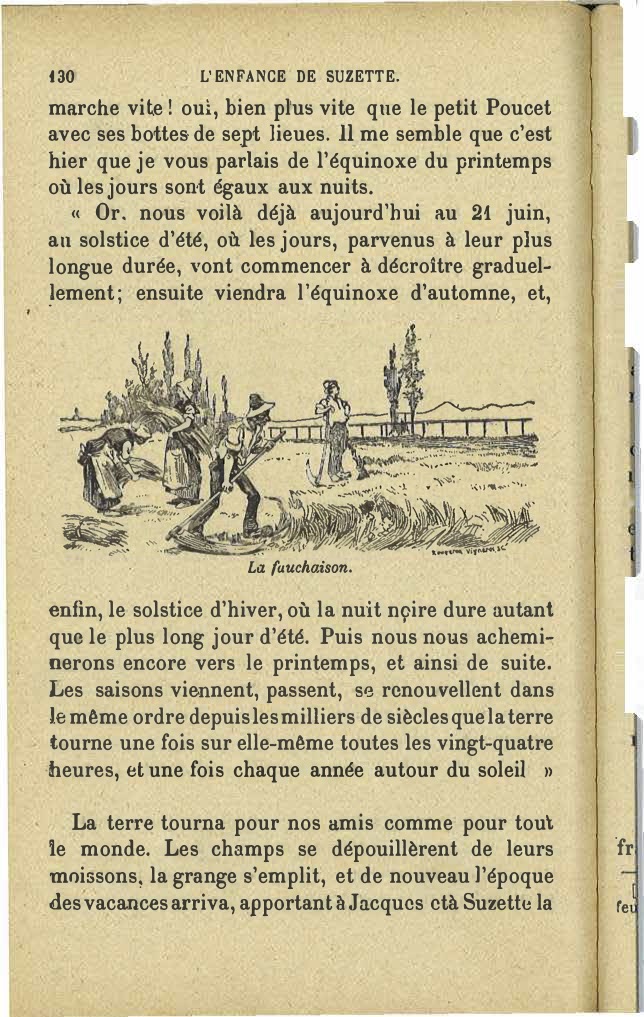 130 L'ENFANCE DE SUZETTE.
marche vite ! oui, bien plus vite que le petit Poucet
avec ses bottes de sept lieues. Il me semble que c'est
hier que je vous parlais de l'équinoxe du printemps
où les jours sont égaux aux nuits.
« Or, nous voilà déjà aujourd'hui au 21 juin,
au solstice d'été, où les jours, parvenus à leur plus
longue durée, vont commencer à décroître graduel-
lement; ensuite viendra l'équinoxe d'automne, et,
La fauchaison.
enfin, le solstice d'hiver, où la nuit noire dure autant
que le plus long jour d'été. Puis nous nous achemi-
nerons encore vers le printemps, et ainsi de suite.
Les saisons viennent, passent, se renouvellent dans
le même ordre depuis les milliers de siècles que la terre
tourne une fois sur elle-même toutes les vingt-quatre
heures, et une fois chaque année autour du soleil »
La terre tourna pour nos amis comme pour tout
le monde. Les champs se dépouillèrent de leurs
moissons, la grange s'emplit, et de nouveau l'époque
des vacances arriva, apportant à Jacques et à Suzette la
fr
feu